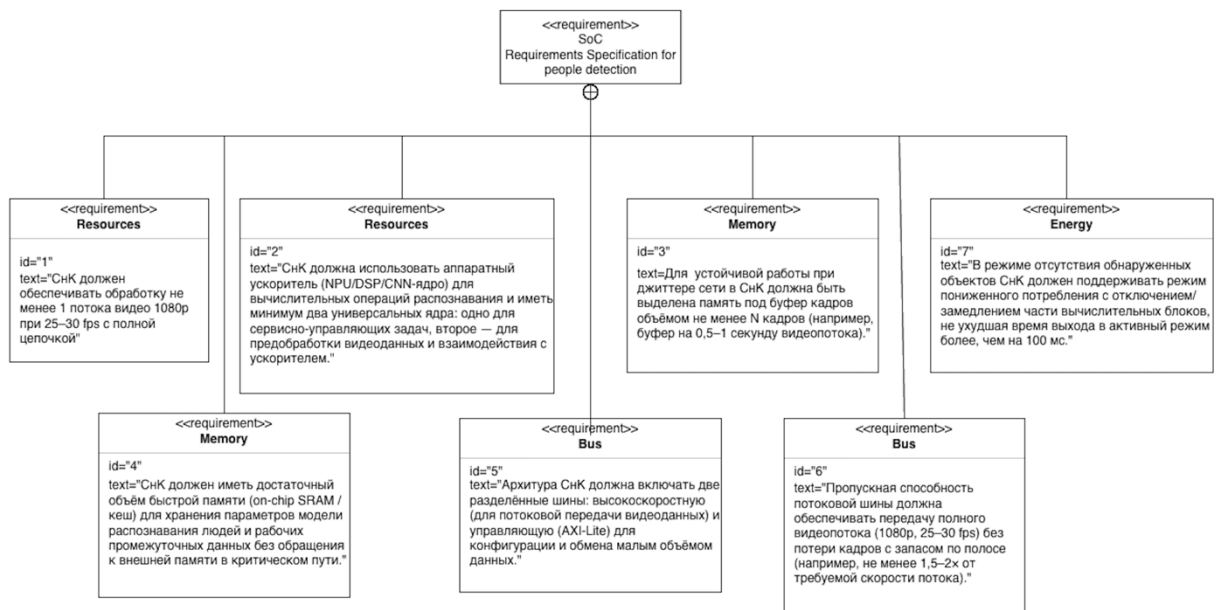 <<requirement>>
SoC
Requirements Specification for
people detection
<<requirement>>
Resources
id="1"
text="СнК должен
обеспечивать обработку не
менее 1 потока видео 1080p
при 25–30 fps с полной
цепочкой"
<<requirement>>
Resources
id="2"
text="СнК должна использовать аппаратный
ускоритель (NPU/DSP/CNN-ядро) для
вычислительных операций распознавания и иметь
минимум два универсальных ядра: одно для
сервисно-управляющих задач, второе — для
предобработки видеоданных и взаимодействия с
ускорителем."
<<requirement>>
Memory
id="3"
text=Для устойчивой работы при
джиттере сети в СнК должна быть
выделена память под буфер кадров
объёмом не менее N кадров (например,
буфер на 0,5–1 секунду видеопотока)."
<<requirement>>
Energy
id="7"
text="В режиме отсутствия обнаруженных
объектов СнК должен поддерживать режим
пониженного потребления с отключением/
замедлением части вычислительных блоков,
не ухудшая время выхода в активный режим
более, чем на 100 мс."
<<requirement>>
Memory
id="4"
text="СнК должен иметь достаточный
объём быстрой памяти (on-chip SRAM /
кеш) для хранения параметров модели
распознавания людей и рабочих
промежуточных данных без обращения
к внешней памяти в критическом пути."
<<requirement>>
Bus
id="5"
text="Архитура СнК должна включать две
разделённые шины: высокоскоростную
(для потоковой передачи видеоданных) и
управляющую (AXI-Lite) для
конфигурации и обмена малым объёмом
данных."
<<requirement>>
Bus
id="6"
text="Пропускная способность
потоковой шины должна
обеспечивать передачу полного
видеопотока (1080p, 25–30 fps) без
потери кадров с запасом по полосе
(например, не менее 1,5–2× от
требуемой скорости потока)."